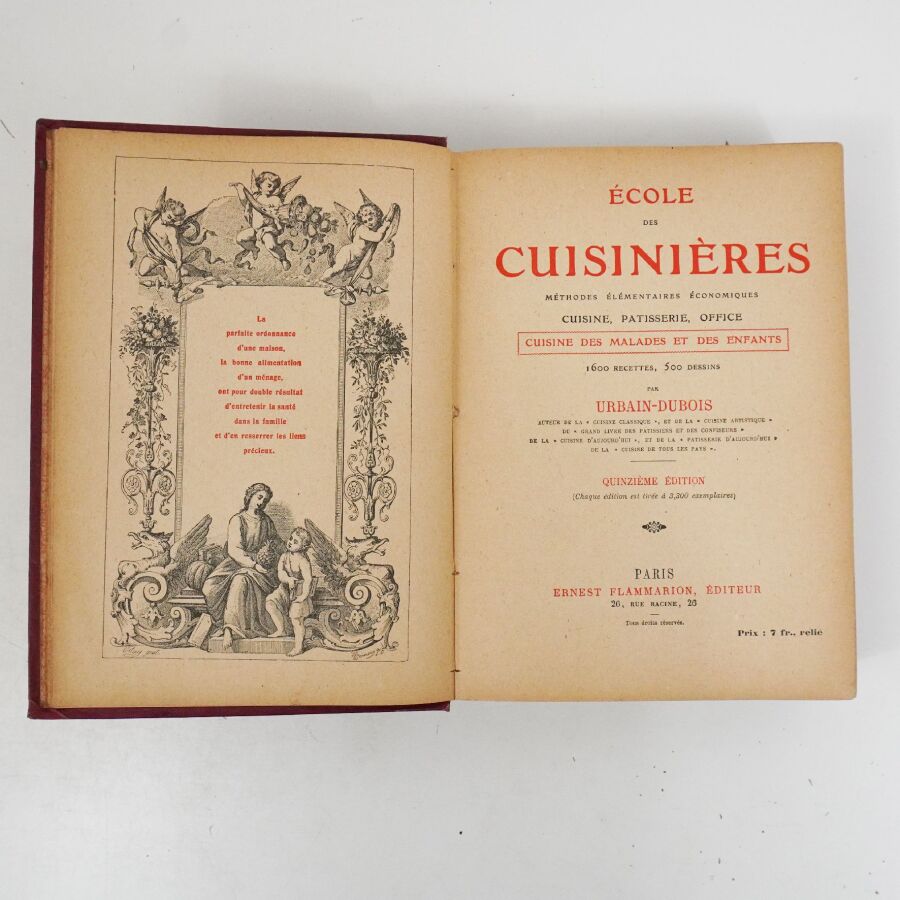 La
parfaite ordonnance
d'une maison,
la bonne alimentation
d'un ménage,
ont pour double résultat
d'entretenir la santé
dans la famille
et d'en resserrer les liens
précieux.
ÉCOLE
DES
CUISINIÈRES
MÉTHODES ÉLÉMENTAIRES ÉCONOMIQUES
CUISINE, PATISSERIE, OFFICE
CUISINE DES MALADES ET DES ENFANTS
1600 RECETTES, 500 DESSINS
PAR
URBAIN-DUBOIS
AUTEUR DE LA « CUISINE CLASSIQUE », ET DE LA « CUISINE ARTISTIQUE »
DU « GRAND LIVRE DES PATISSIERS ET DES CONFISEURS »
DE LA « CUISINE D'AUJOURD'HUI », ET DE LA « PATISSERIE D'AUJOURD'HUI »
DE LA « CUISINE DE TOUS LES PAYS ».
QUINZIÈME ÉDITION
(Chaque édition est tirée à 3,300 exemplaires)
PARIS
ERNEST FLAMMARION, ÉDITEUR
26, RUE RACINE, 26
Tous droits réservés.
Prix : 7 fr., relié